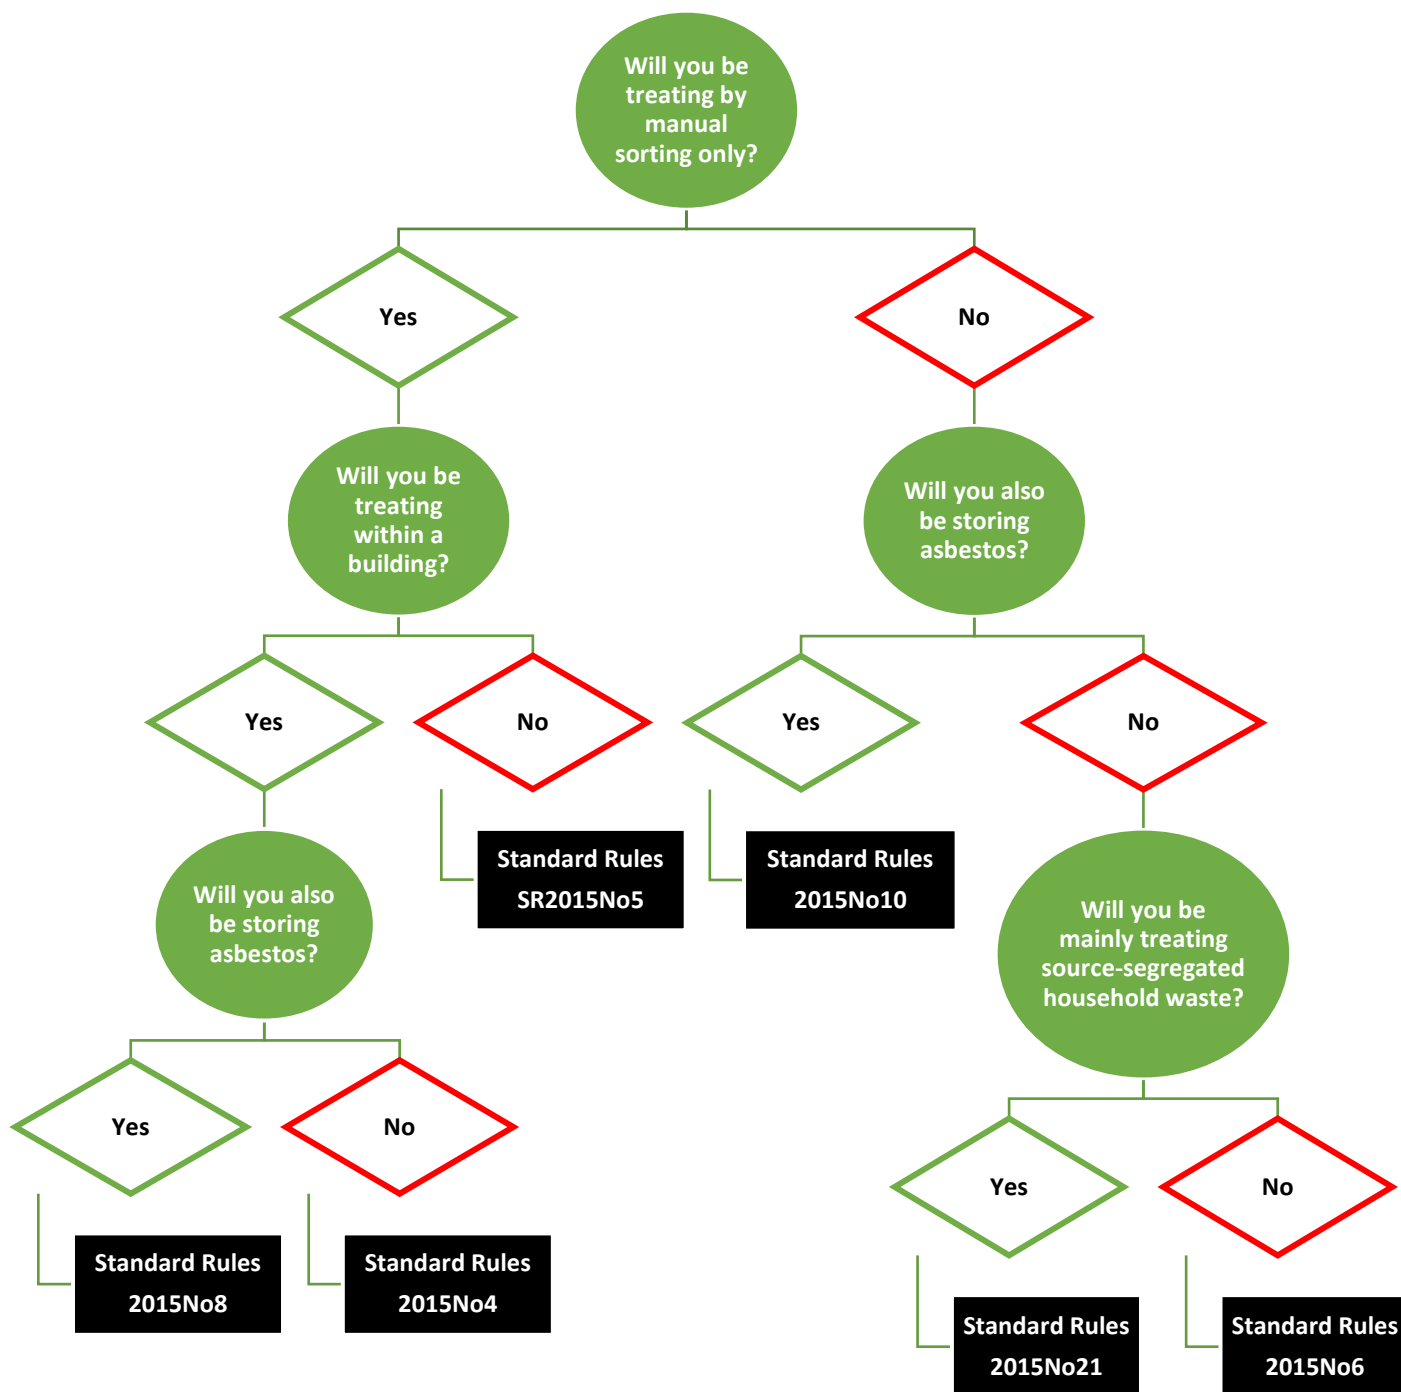 Will you be
treating by
manual
sorting only?
Yes
No
Will you be
treating
within a
building?
Will you also
be storing
asbestos?
Yes
No
Yes
No
Standard Rules
SR2015No5
Standard Rules
2015No10
Will you also
be storing
asbestos?
Will you be
mainly treating
source-segregated
household waste?
Yes
No
Yes
No
Standard Rules
2015No8
Standard Rules
2015No4
Standard Rules
2015No21
Standard Rules
2015No6